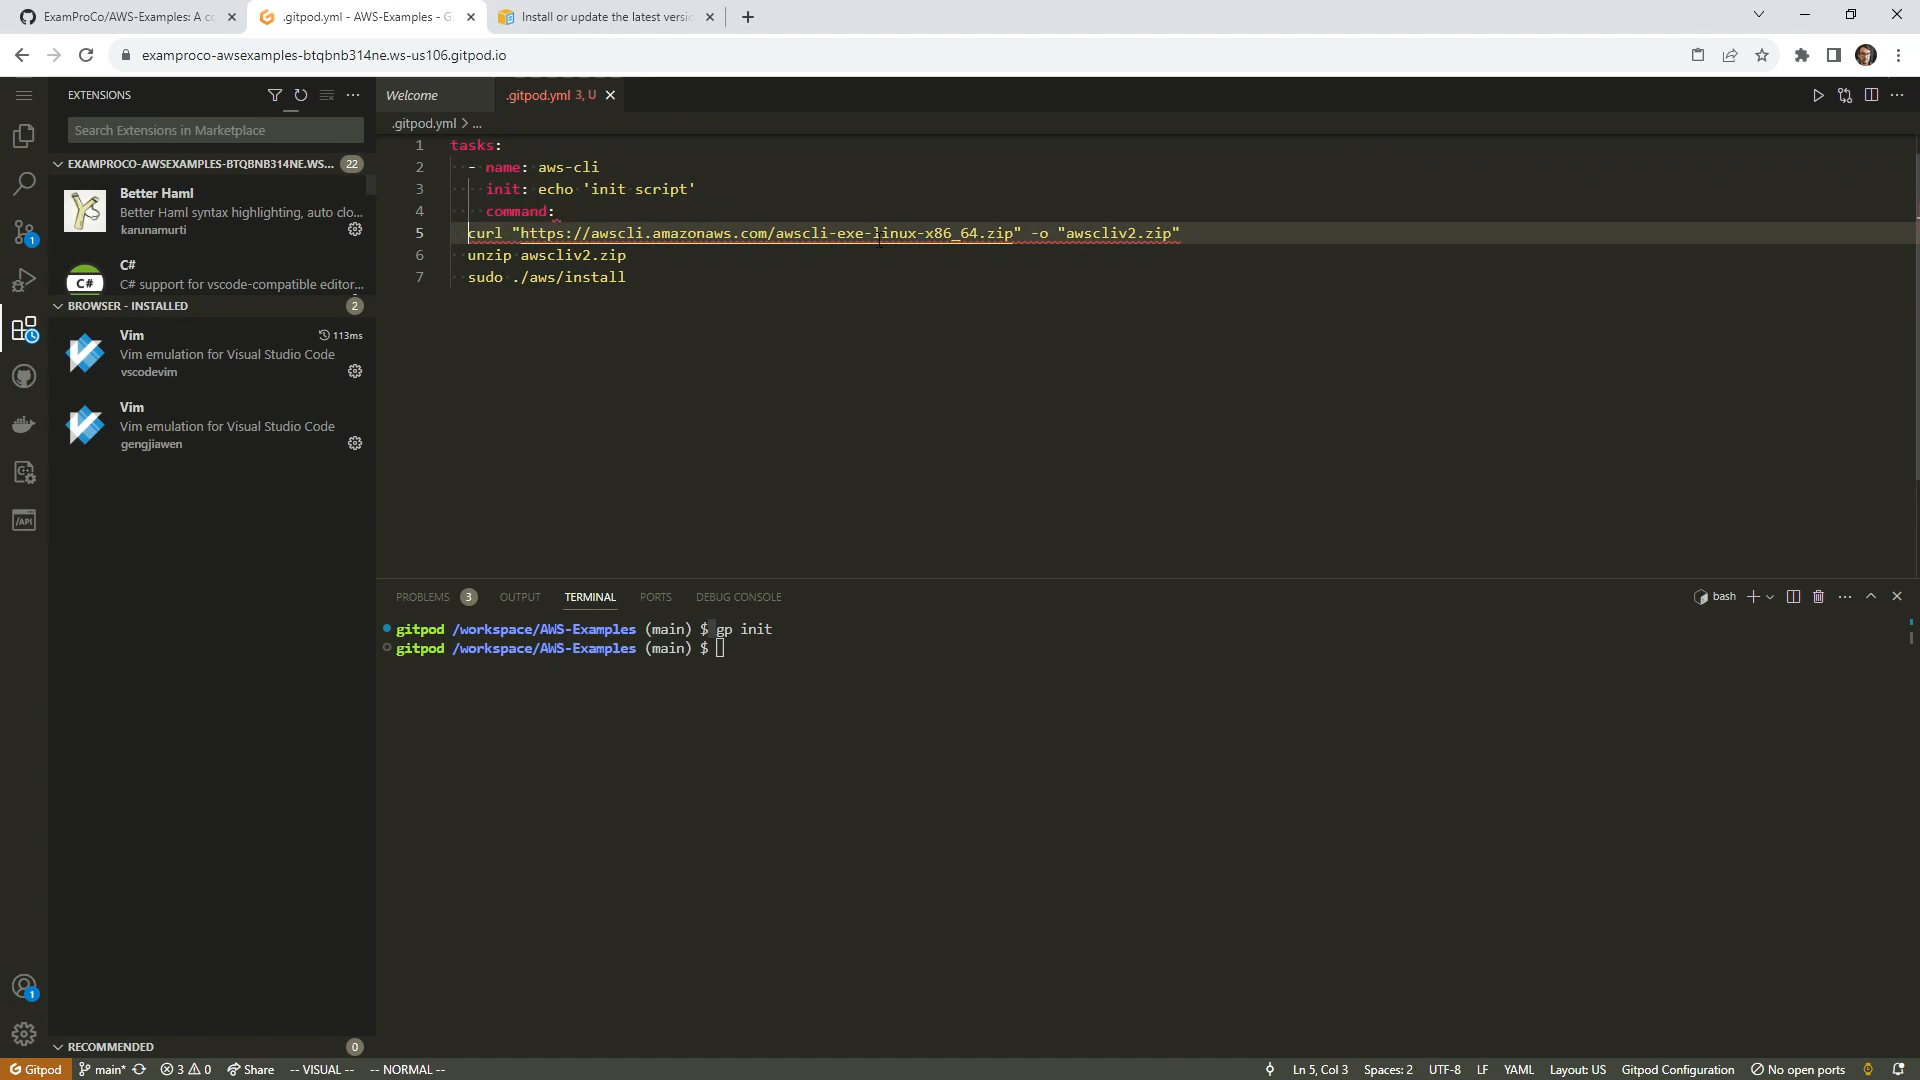 ExamProCo/AWS-Examples: A co
.gitpod.yml - AWS-Examples - G
Install or update the latest versi
examproco-awsexamples-btqbnb314ne.ws-us106.gitpod.io
EXTENSIONS
Welcome
.gitpod.yml 3, U
Search Extensions in Marketplace
.gitpod.yml > ...
EXAMPROCO-AWSEXAMPLES-BTQBNB314NE.WS... 22
Better Haml
Better Haml syntax highlighting, auto clo...
karunamurti
C#
C# support for vscode-compatible editor...
BROWSER - INSTALLED 2
Vim 113ms
Vim emulation for Visual Studio Code
vscodevim
Vim
Vim emulation for Visual Studio Code
gengjiawen
RECOMMENDED 0
1 tasks:
2 - name: aws-cli
3 init: echo 'init script'
4 command:
5 curl "https://awscli.amazonaws.com/awscli-exe-linux-x86_64.zip" -o "awscliv2.zip"
6 unzip awscliv2.zip
7 sudo ./aws/install
PROBLEMS 3 OUTPUT TERMINAL PORTS DEBUG CONSOLE
bash
gitpod /workspace/AWS-Examples (main) $ gp init
gitpod /workspace/AWS-Examples (main) $
Gitpod main* 3 0 Share -- VISUAL -- -- NORMAL --
Ln 5, Col 3 Spaces: 2 UTF-8 LF YAML Layout: US Gitpod Configuration No open ports